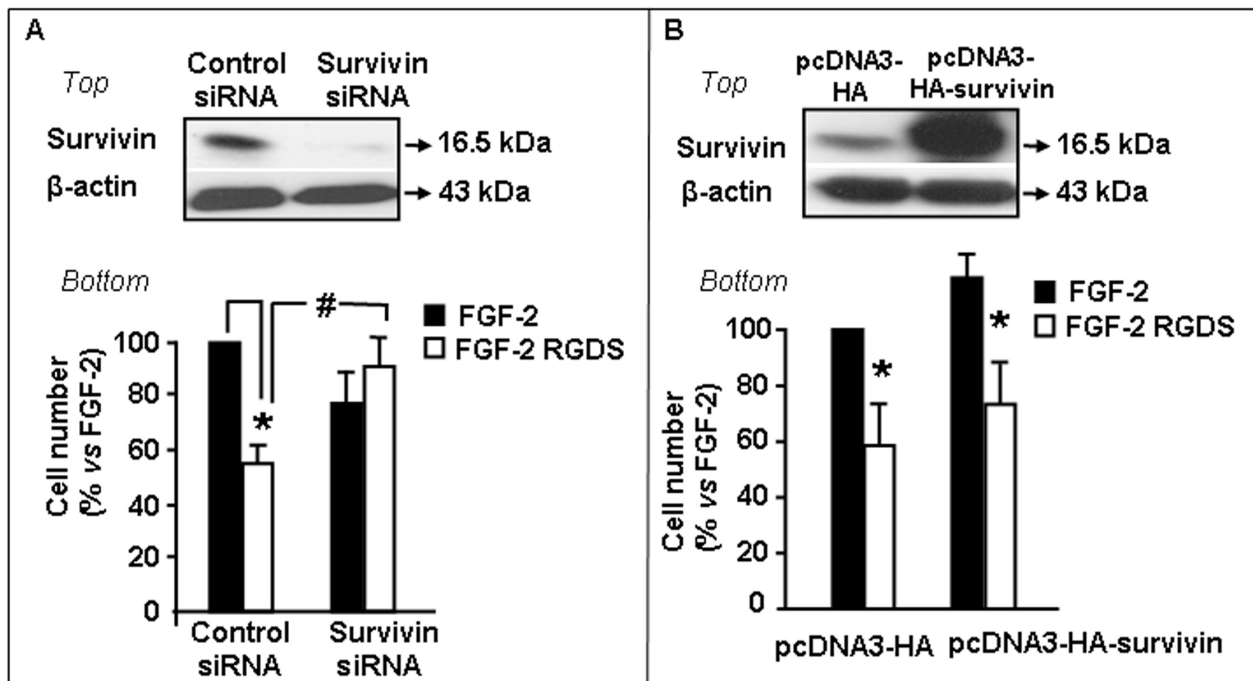 A
Top
Control
siRNA
Survivin
siRNA
Survivin
→ 16.5 kDa
β-actin
→ 43 kDa
Bottom
#
FGF-2
FGF-2 RGDS
*
Cell number
(% vs FGF-2)
100
80
60
40
20
0
Control
siRNA
Survivin
siRNA
B
Top
pcDNA3-
HA
pcDNA3-
HA-survivin
Survivin
→ 16.5 kDa
β-actin
→ 43 kDa
Bottom
FGF-2
FGF-2 RGDS
*
*
Cell number
(% vs FGF-2)
100
80
60
40
20
0
pcDNA3-HA
pcDNA3-HA-survivin